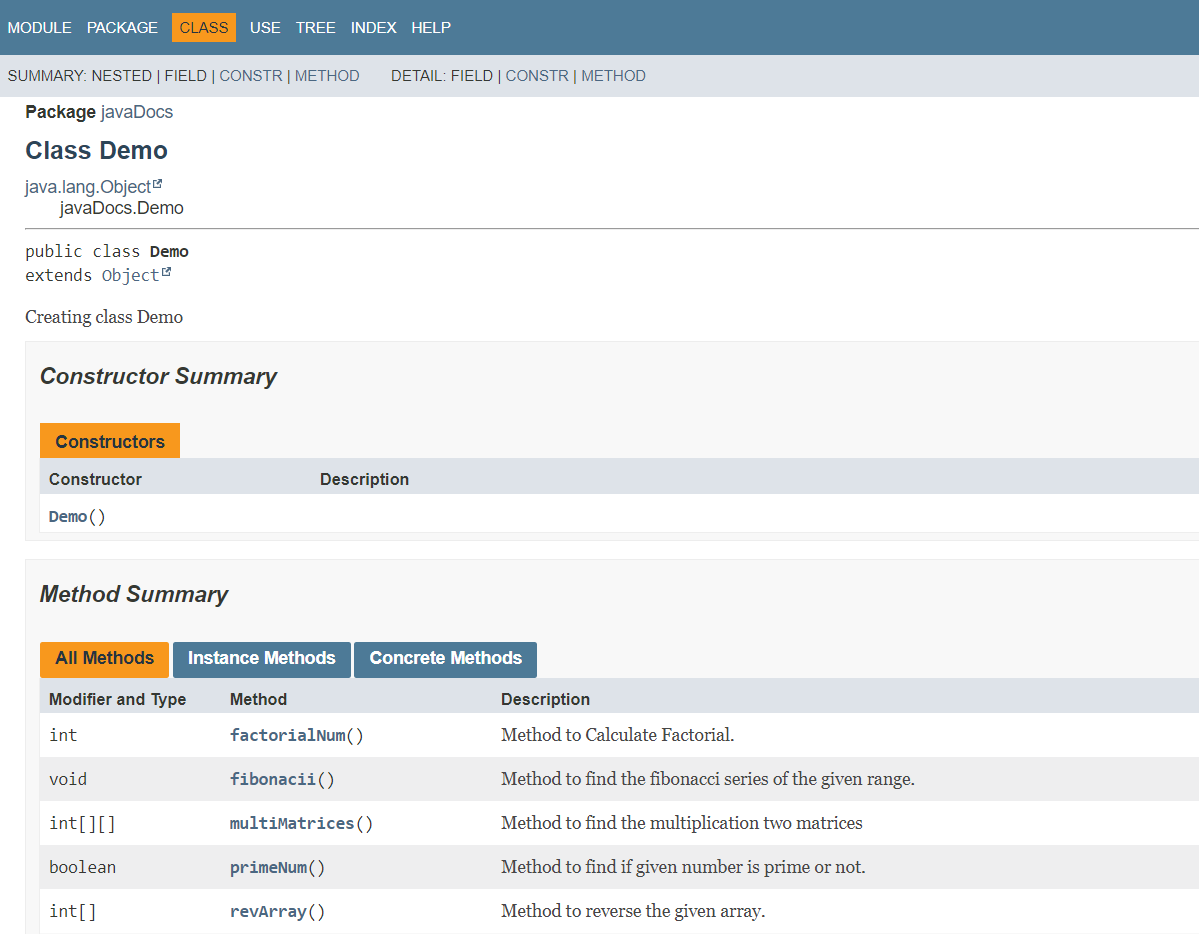 MODULE PACKAGE CLASS USE TREE INDEX HELP
SUMMARY: NESTED | FIELD | CONSTR | METHOD DETAIL: FIELD | CONSTR | METHOD
Package javaDocs
Class Demo
java.lang.Object
javaDocs.Demo
public class Demo
extends Object
Creating class Demo
Constructor Summary
Constructors
Constructor Description
Demo()
Method Summary
All Methods Instance Methods Concrete Methods
Modifier and Type Method Description
int factorialNum() Method to Calculate Factorial.
void fibonacii() Method to find the fibonacci series of the given range.
int[][] multiMatrices() Method to find the multiplication two matrices
boolean primeNum() Method to find if given number is prime or not.
int[] revArray() Method to reverse the given array.